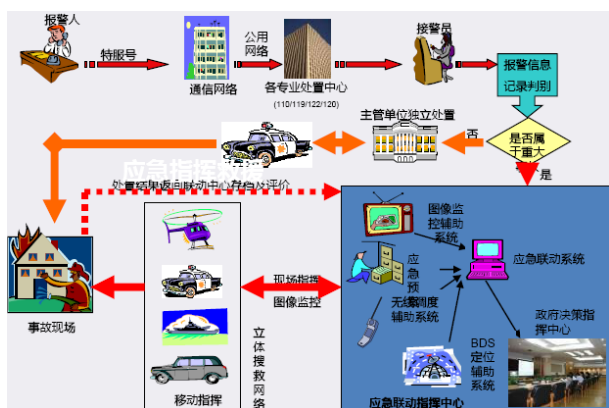 报警人
特服号
通信网络
公用
网络
各专业处置中心
(110/119/122/120)
接警员
报警信息
记录判别
主管单位独立处置
否
是否属
于重大
是
应急指挥救援
处置结果返回联动中心存档及评价
图像监
控辅助
系统
应急联动系统
应
急
预
案
现场指挥
图像监控
无线调度
辅助系统
事故现场
立
体
搜
救
网
络
移动指挥
BDS
定位
辅助
系统
政府决策指
挥中心
应急联动指挥中心